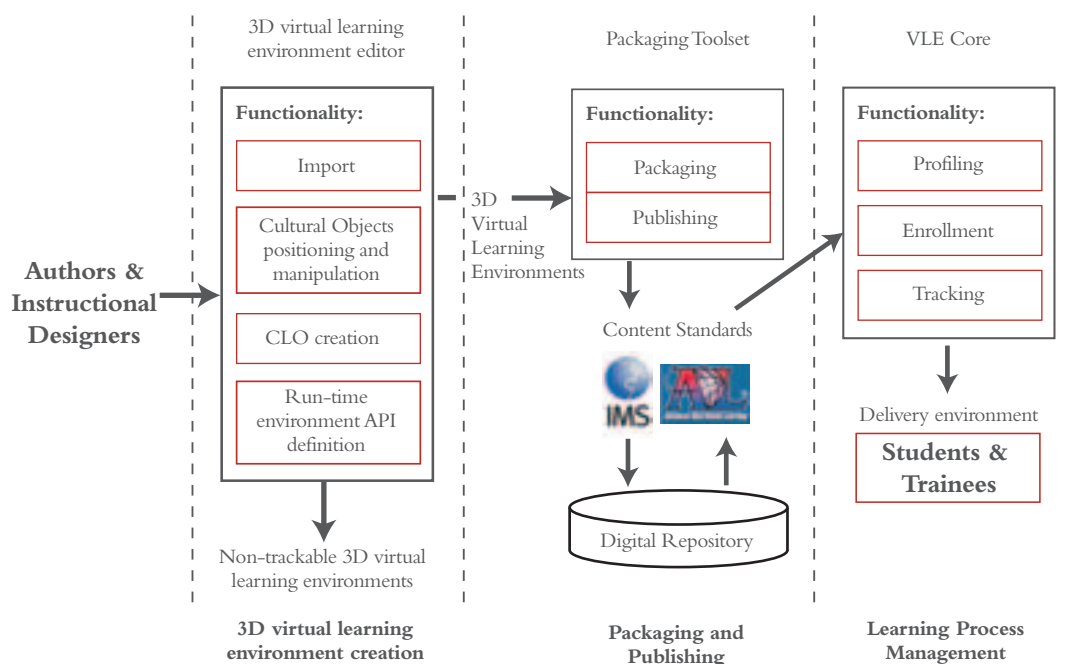 3D virtual learning
environment editor
Packaging Toolset
VLE Core
Authors &
Instructional
Designers
Functionality:
Import
Cultural Objects
positioning and
manipulation
CLO creation
Run-time
environment API
definition
Non-trackable 3D virtual
learning environments
3D virtual learning
environment creation
3D
Virtual
Learning
Environments
Functionality:
Packaging
Publishing
Content Standards
IMS
ADL
Digital Repository
Packaging and
Publishing
Functionality:
Profiling
Enrollment
Tracking
Delivery environment
Students &
Trainees
Learning Process
Management